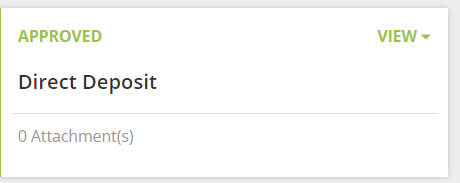 APPROVED VIEW
Direct Deposit
0 Attachment(s)